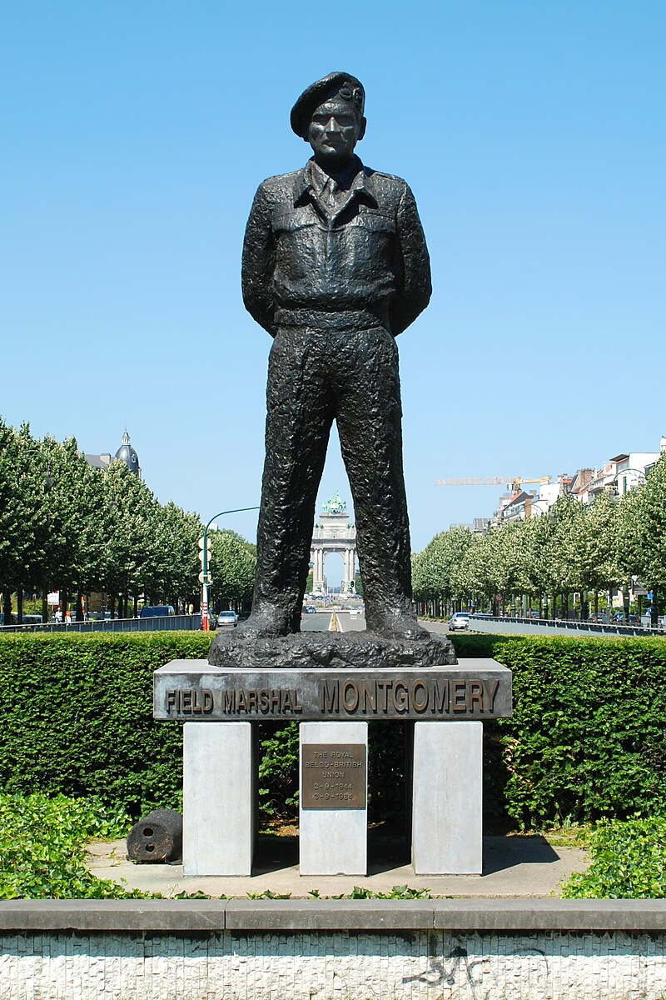 FIELD MARSHAL MONTGOMERY
THE ROYAL
BELGO-BRITISH
UNION
3-9-1944
3-9-1984